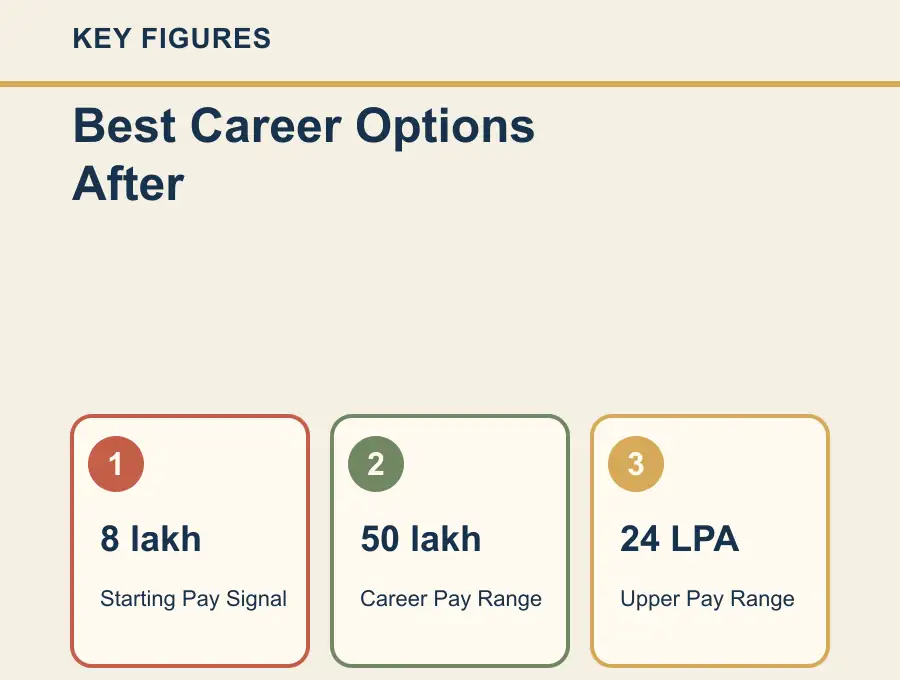 KEY FIGURES
Best Career Options
After
1
8 lakh
Starting Pay Signal
2
50 lakh
Career Pay Range
3
24 LPA
Upper Pay Range